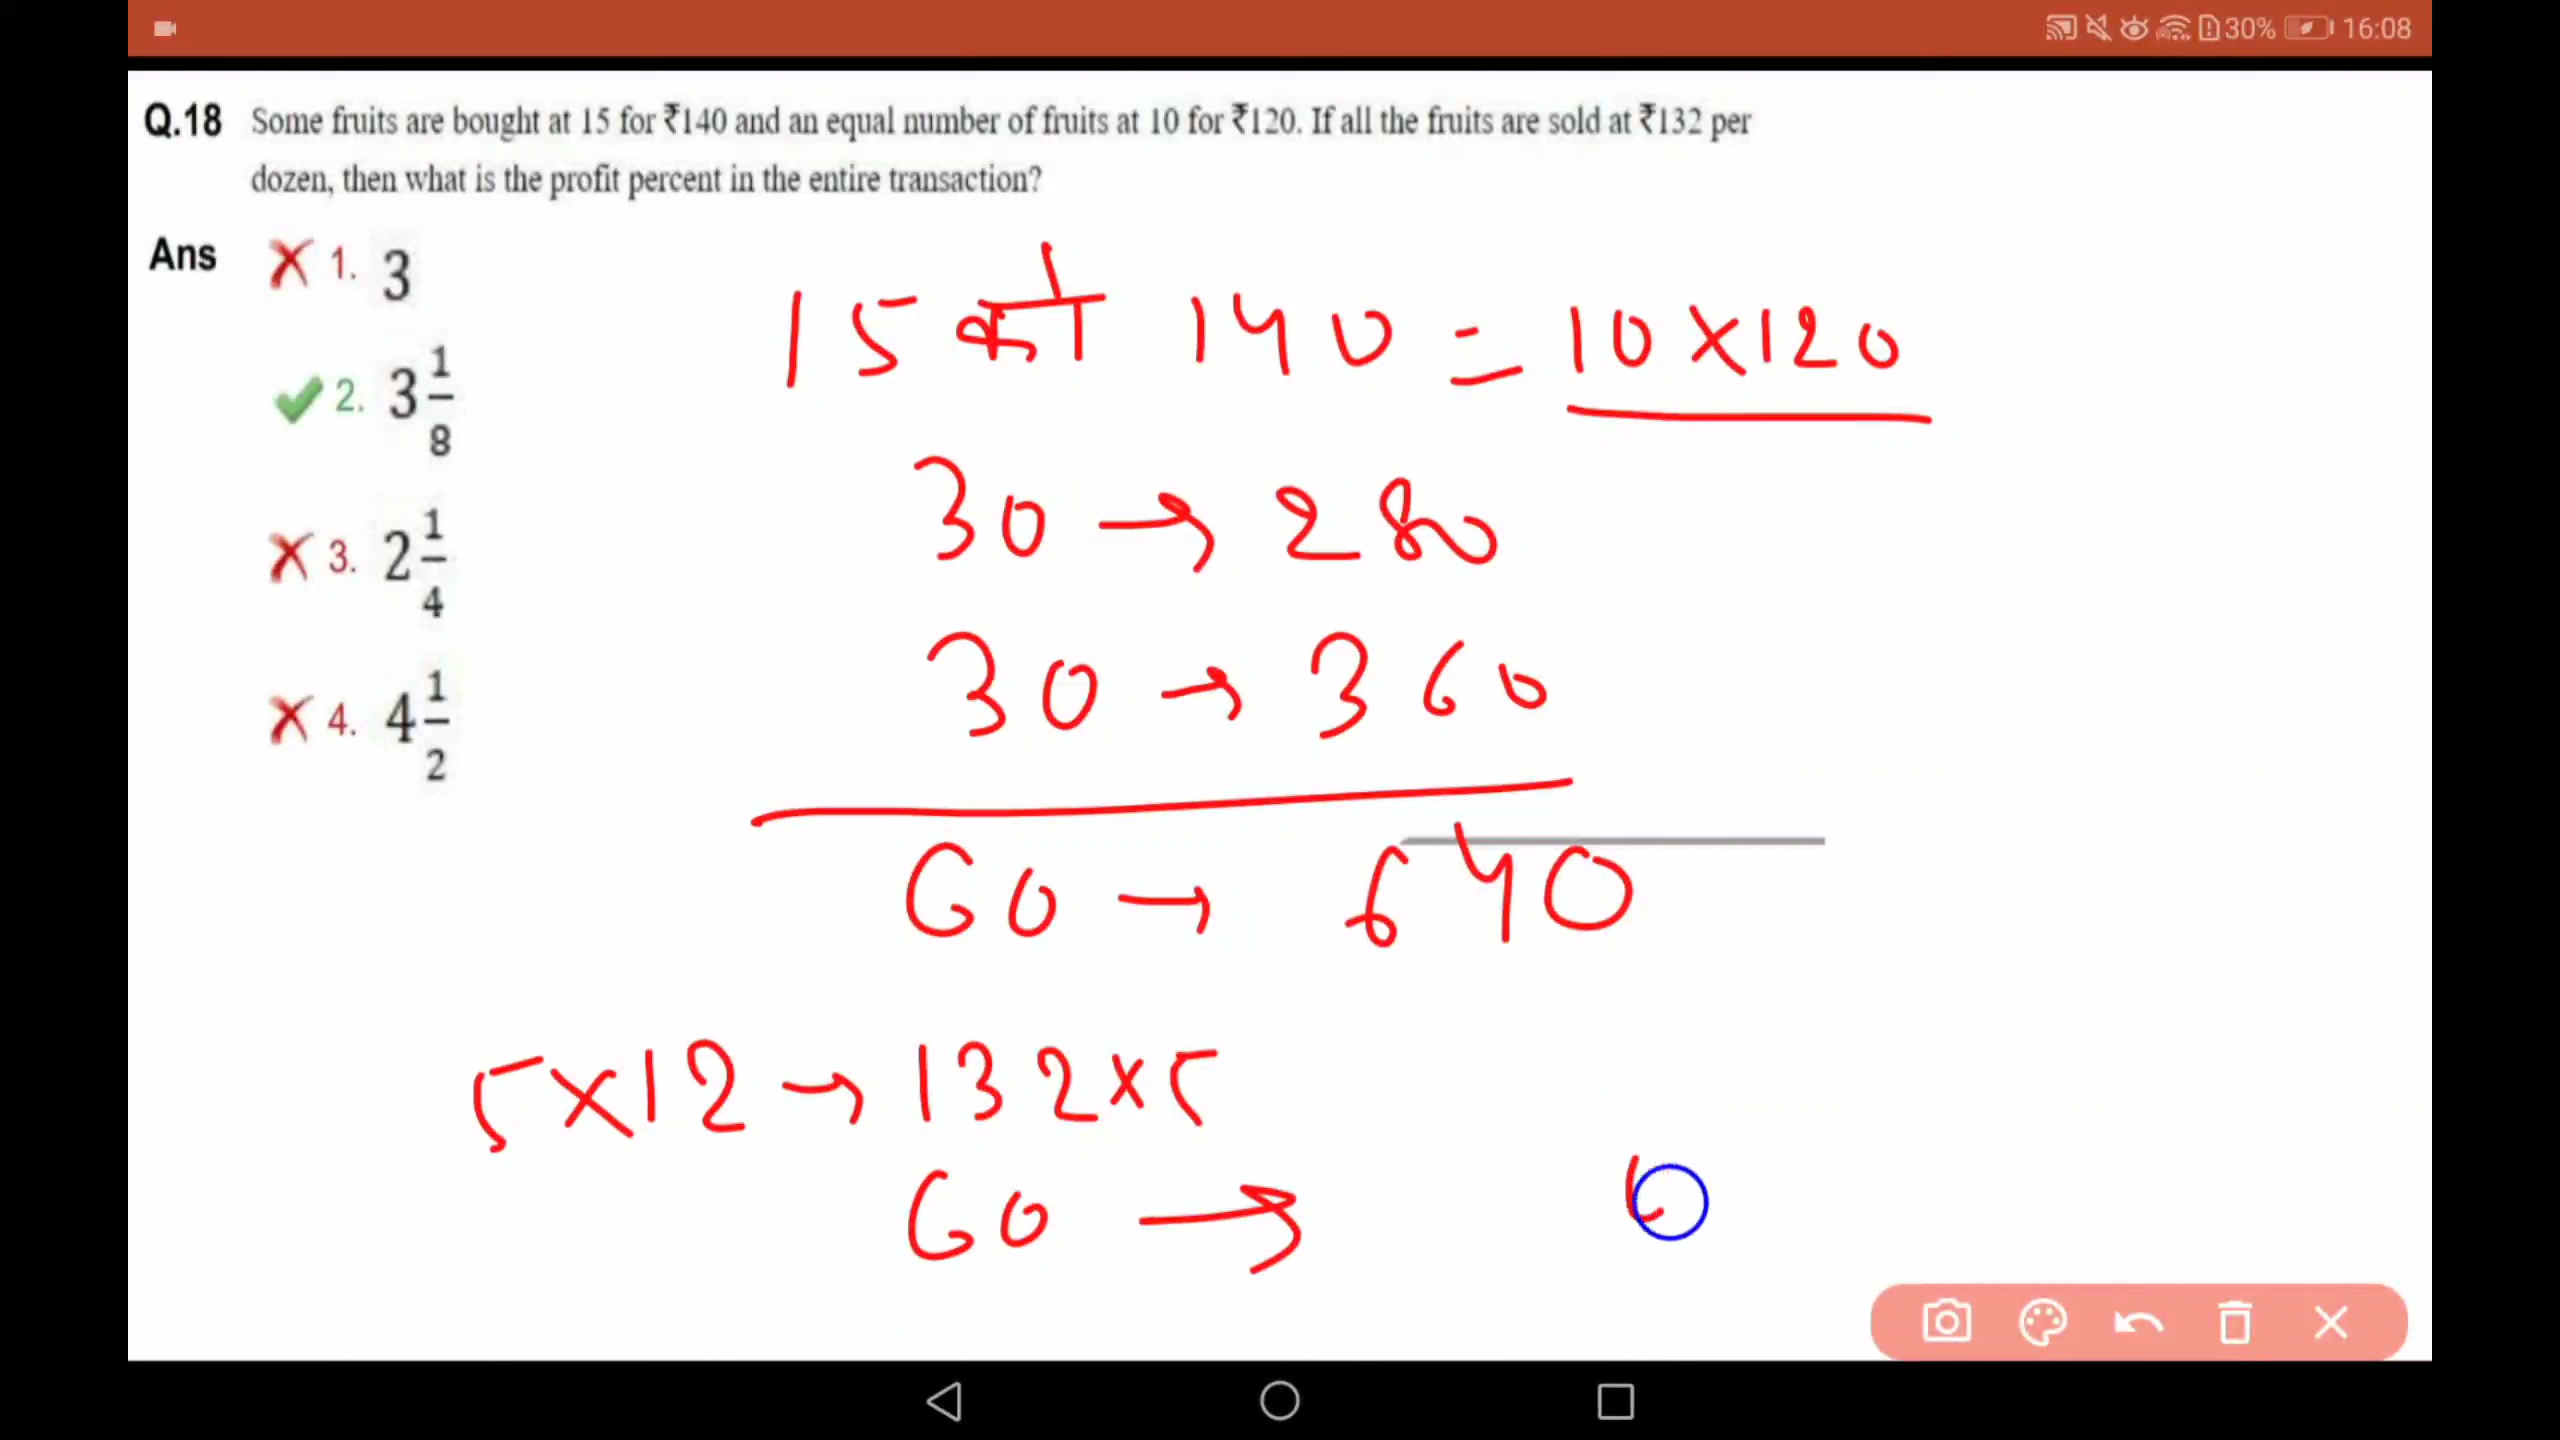 30% 16:08
Q.18 Some fruits are bought at 15 for ₹140 and an equal number of fruits at 10 for ₹120. If all the fruits are sold at ₹132 per
dozen, then what is the profit percent in the entire transaction?
Ans
1. 3
2. 3 1/8
3. 2 1/4
4. 4 1/2
15 का 140 = 10 × 120
30 → 280
30 → 360
60 → 640
5 × 12 → 132 × 5
60 →